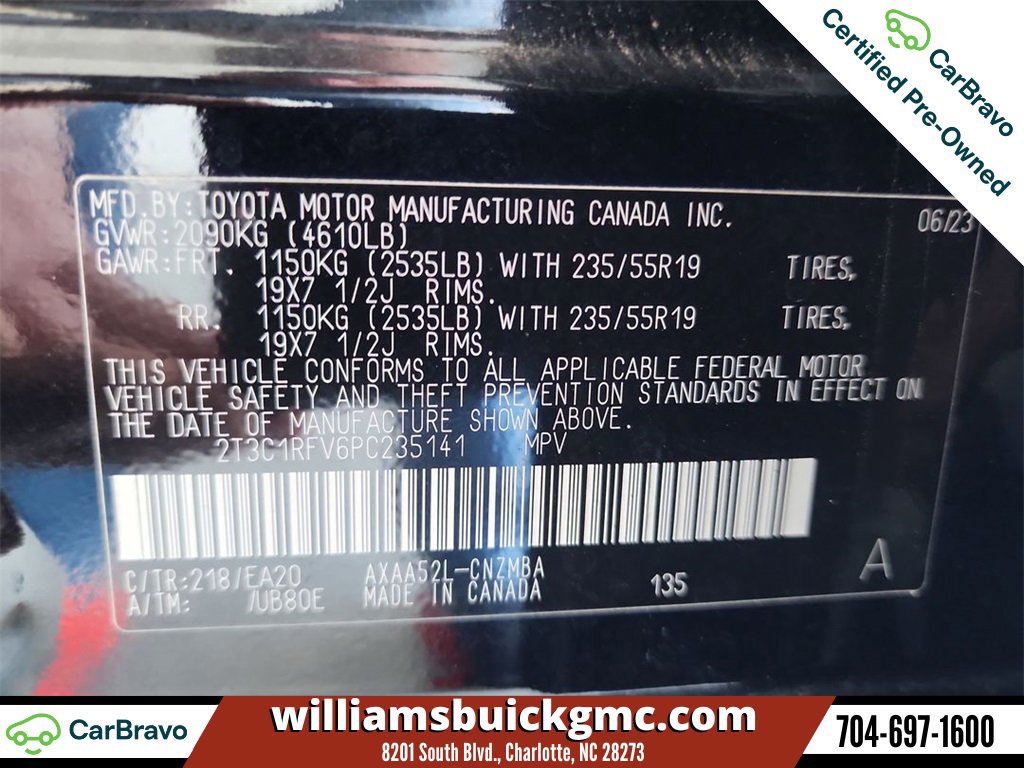 CarBravo
Certified Pre-Owned
MFD.BY:TOYOTA MOTOR MANUFACTURING CANADA INC. 06/23
GVWR:2090KG (4610LB)
GAWR:FRT. 1150KG (2535LB) WITH 235/55R19 TIRES,
19X7 1/2J RIMS.
RR. 1150KG (2535LB) WITH 235/55R19 TIRES,
19X7 1/2J RIMS.
THIS VEHICLE CONFORMS TO ALL APPLICABLE FEDERAL MOTOR
VEHICLE SAFETY AND THEFT PREVENTION STANDARDS IN EFFECT ON
THE DATE OF MANUFACTURE SHOWN ABOVE.
2T3C1RFV6PC235141 MPV
C/TR:218/EA20 AXAA52L-CNZMBA
A/TM: /UB80E MADE IN CANADA 135 A
CarBravo
williamsbuickgmc.com
8201 South Blvd., Charlotte, NC 28273
704-697-1600